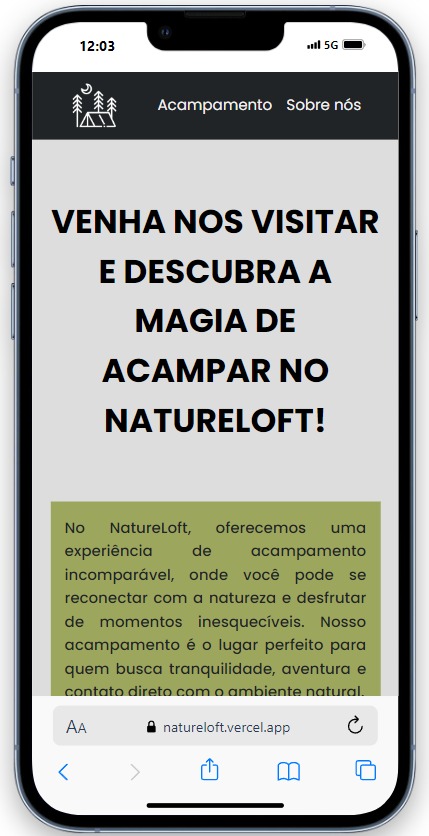 12:03
5G
Acampamento Sobre nós
VENHA NOS VISITAR
E DESCUBRA A
MAGIA DE
ACAMPAR NO
NATURELOFT!
No NatureLoft, oferecemos uma
experiência de acampamento
incomparável, onde você pode se
reconectar com a natureza e desfrutar
de momentos inesquecíveis. Nosso
acampamento é o lugar perfeito para
quem busca tranquilidade, aventura e
contato direto com o ambiente natural.
AA natureloft.vercel.app